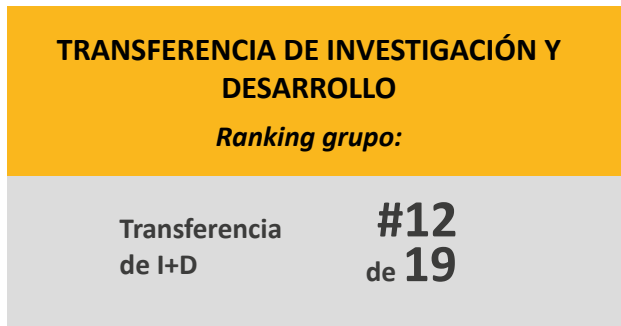 TRANSFERENCIA DE INVESTIGACIÓN Y
DESARROLLO
Ranking grupo:
Transferencia
de I+D
#12
de 19